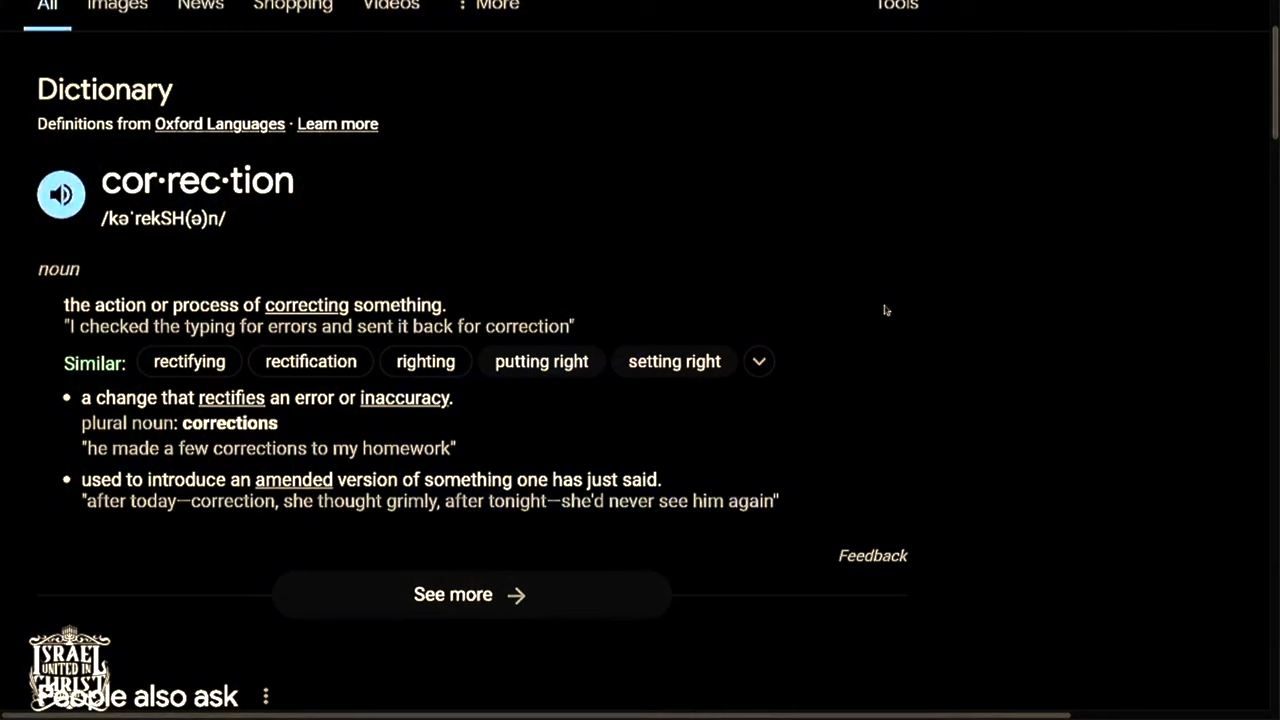 All Images News Shopping Videos More Tools
Dictionary
Definitions from Oxford Languages · Learn more
cor·rec·tion
/kəˈrekSH(ə)n/
noun
the action or process of correcting something.
"I checked the typing for errors and sent it back for correction"
Similar: rectifying rectification righting putting right setting right
• a change that rectifies an error or inaccuracy.
plural noun: corrections
"he made a few corrections to my homework"
• used to introduce an amended version of something one has just said.
"after today—correction, she thought grimly, after tonight—she'd never see him again"
Feedback
See more
ISRAEL
UNITED IN
CHRIST
People also ask